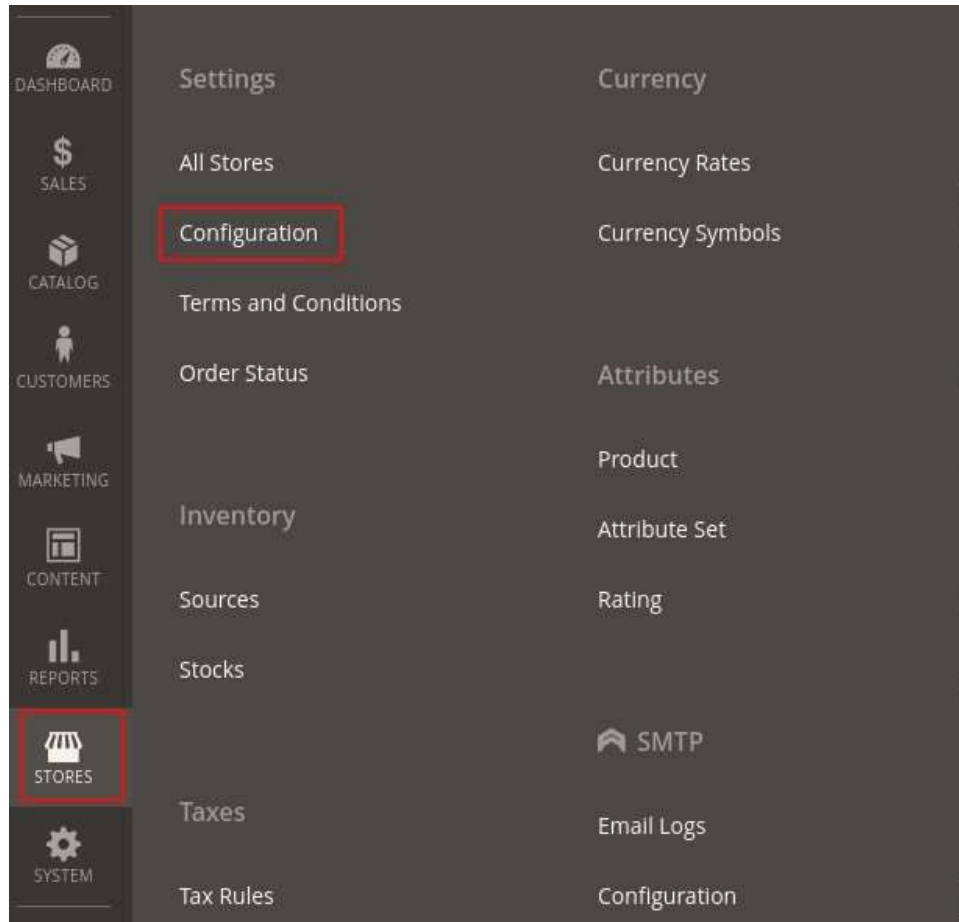 DASHBOARD
SALES
CATALOG
CUSTOMERS
MARKETING
CONTENT
REPORTS
STORES
SYSTEM
Settings
All Stores
Configuration
Terms and Conditions
Order Status
Inventory
Sources
Stocks
Taxes
Tax Rules
Currency
Currency Rates
Currency Symbols
Attributes
Product
Attribute Set
Rating
SMTP
Email Logs
Configuration